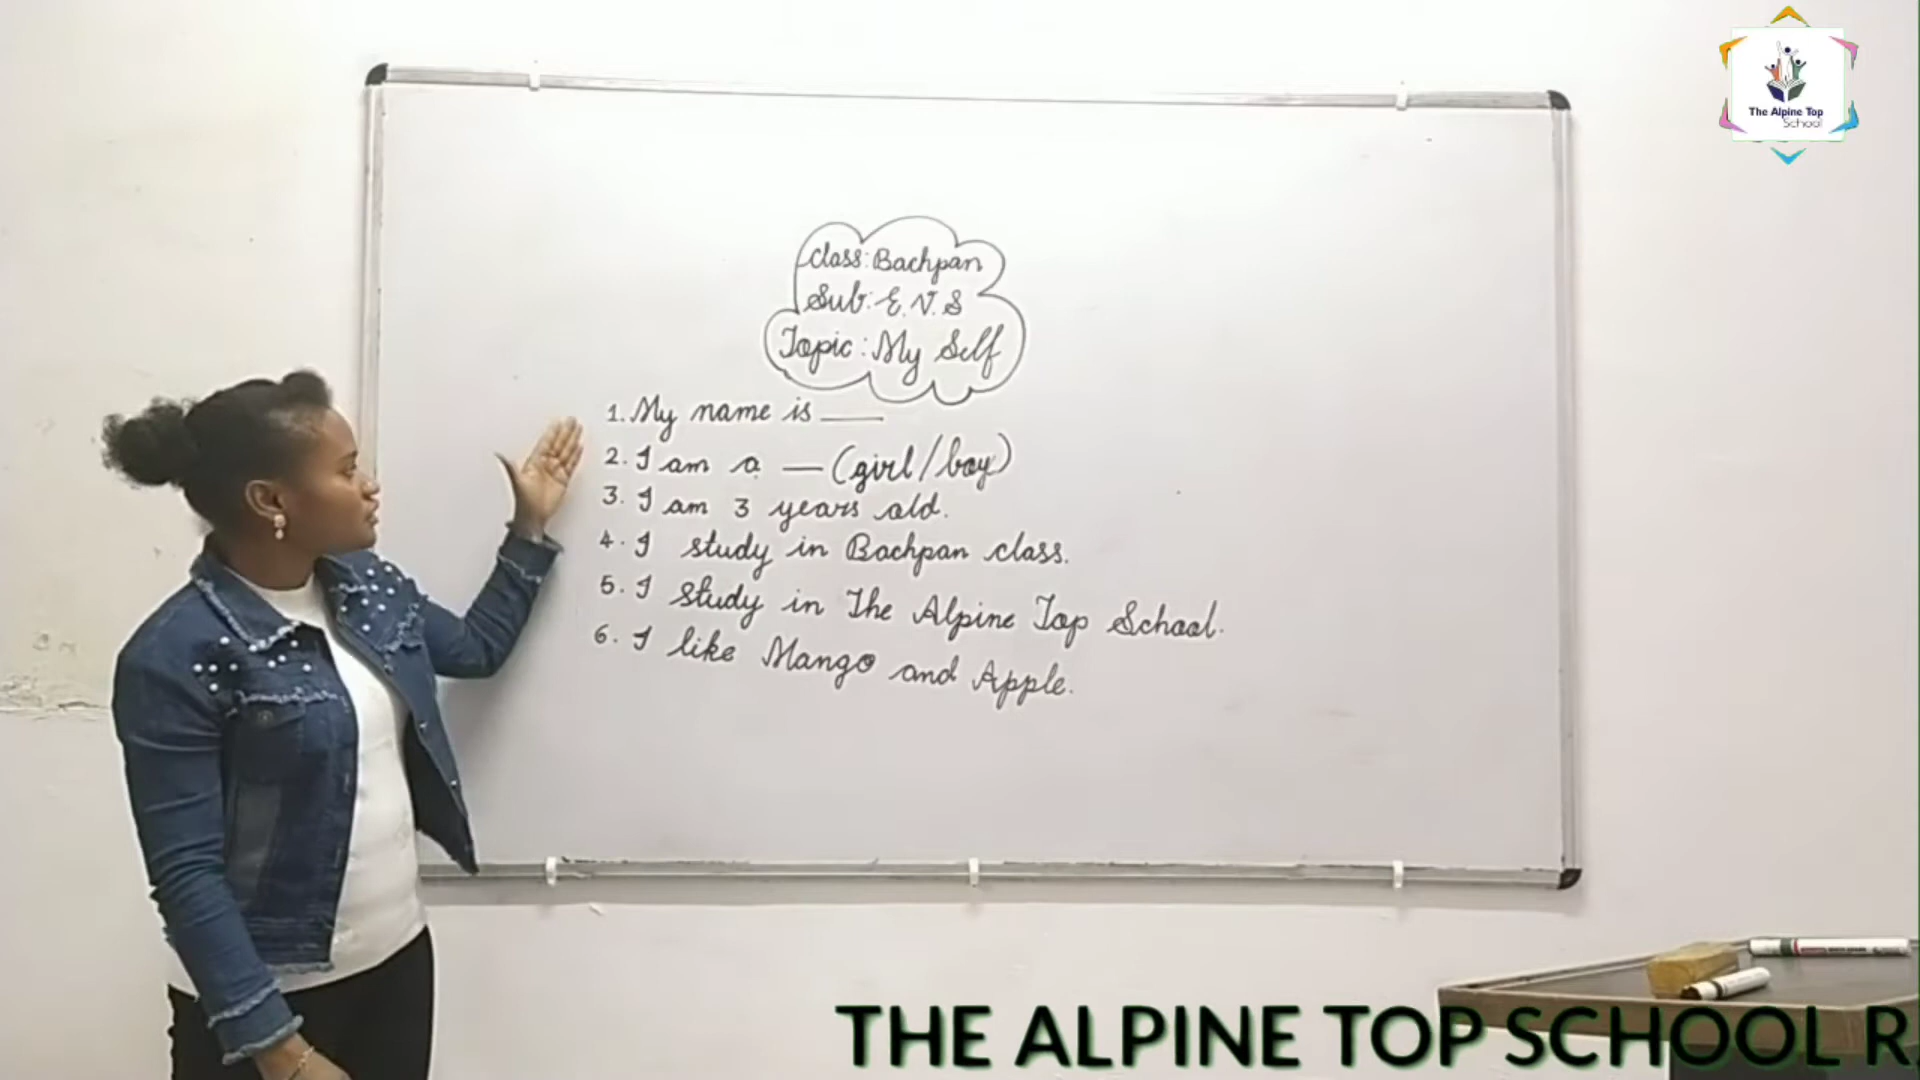 The Alpine Top
School
Class: Bachpan
Sub: E.V.S
Topic: My Self
1. My name is ____
2. I am a __ (girl/boy)
3. I am 3 years old.
4. I study in Bachpan class.
5. I study in The Alpine Top School.
6. I like Mango and Apple.
THE ALPINE TOP SCHOOL R.